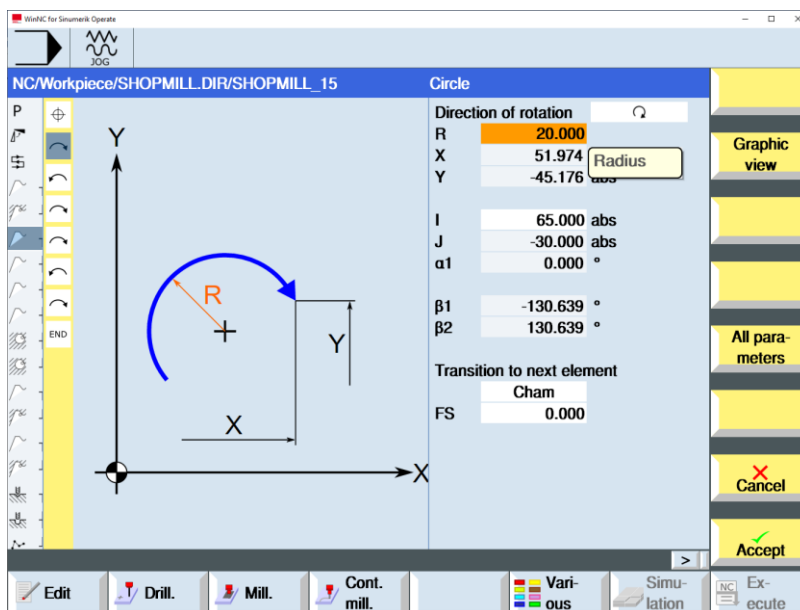 WinNC for Sinumerik Operate
JOG
NC/Workpiece/SHOPMILL.DIR/SHOPMILL_15
Circle
P
END
Y
R
Y
X
X
Direction of rotation
R 20.000
X 51.974
Radius
Y -45.176 abs
I 65.000 abs
J -30.000 abs
α1 0.000 °
β1 -130.639 °
β2 130.639 °
Transition to next element
Cham
FS 0.000
Graphic
view
All para-
meters
Cancel
Accept
>
Edit
Drill.
Mill.
Cont.
mill.
Vari-
ous
Simu-
lation
NC
Ex-
ecute